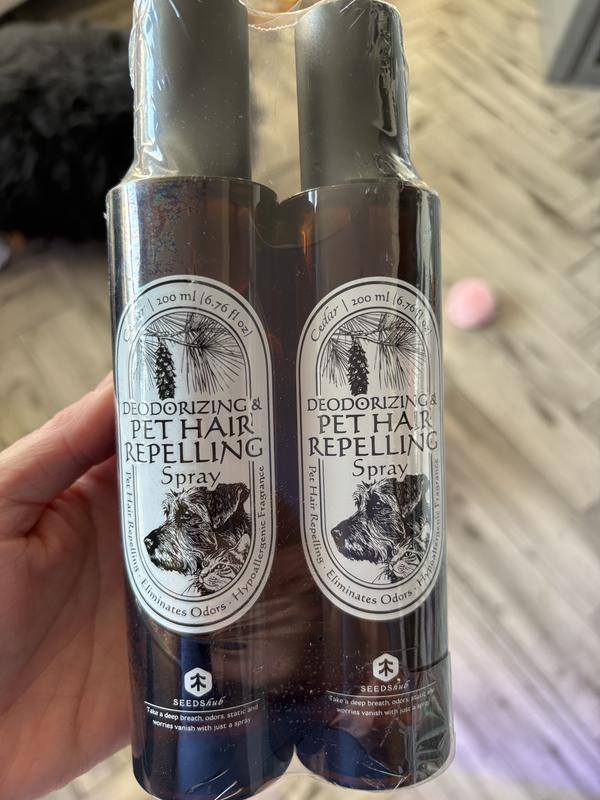 Cedar | 200 ml (6.76 fl oz)
DEODORIZING &
PET HAIR
REPELLING
Spray
Pet Hair Repelling · Eliminates Odors · Hypoallergenic Fragrance
SEEDShub
Take a deep breath, odors, static and
worries vanish with just a spray
Cedar | 200 ml (6.76 fl oz)
DEODORIZING &
PET HAIR
REPELLING
Spray
Pet Hair Repelling · Eliminates Odors · Hypoallergenic Fragrance
SEEDShub
Take a deep breath, odors, static and
worries vanish with just a spray